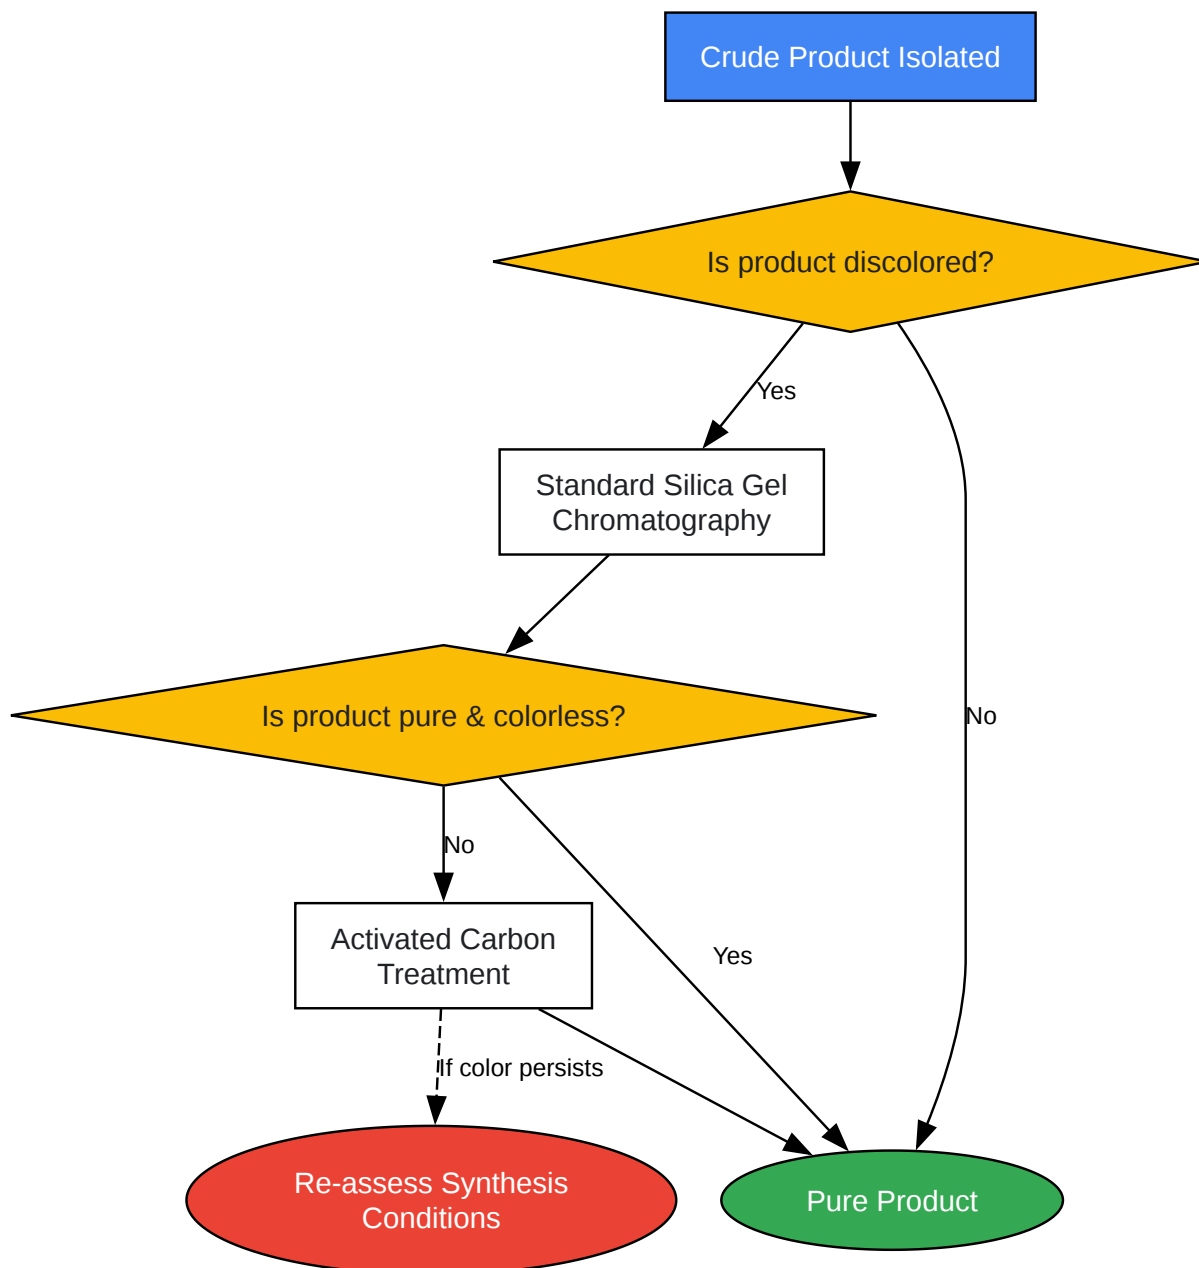 Crude Product Isolated
Is product discolored?
Yes
Standard Silica Gel
Chromatography
Is product pure & colorless?
No
No
Activated Carbon
Treatment
Yes
If color persists
Re-assess Synthesis
Conditions
Pure Product